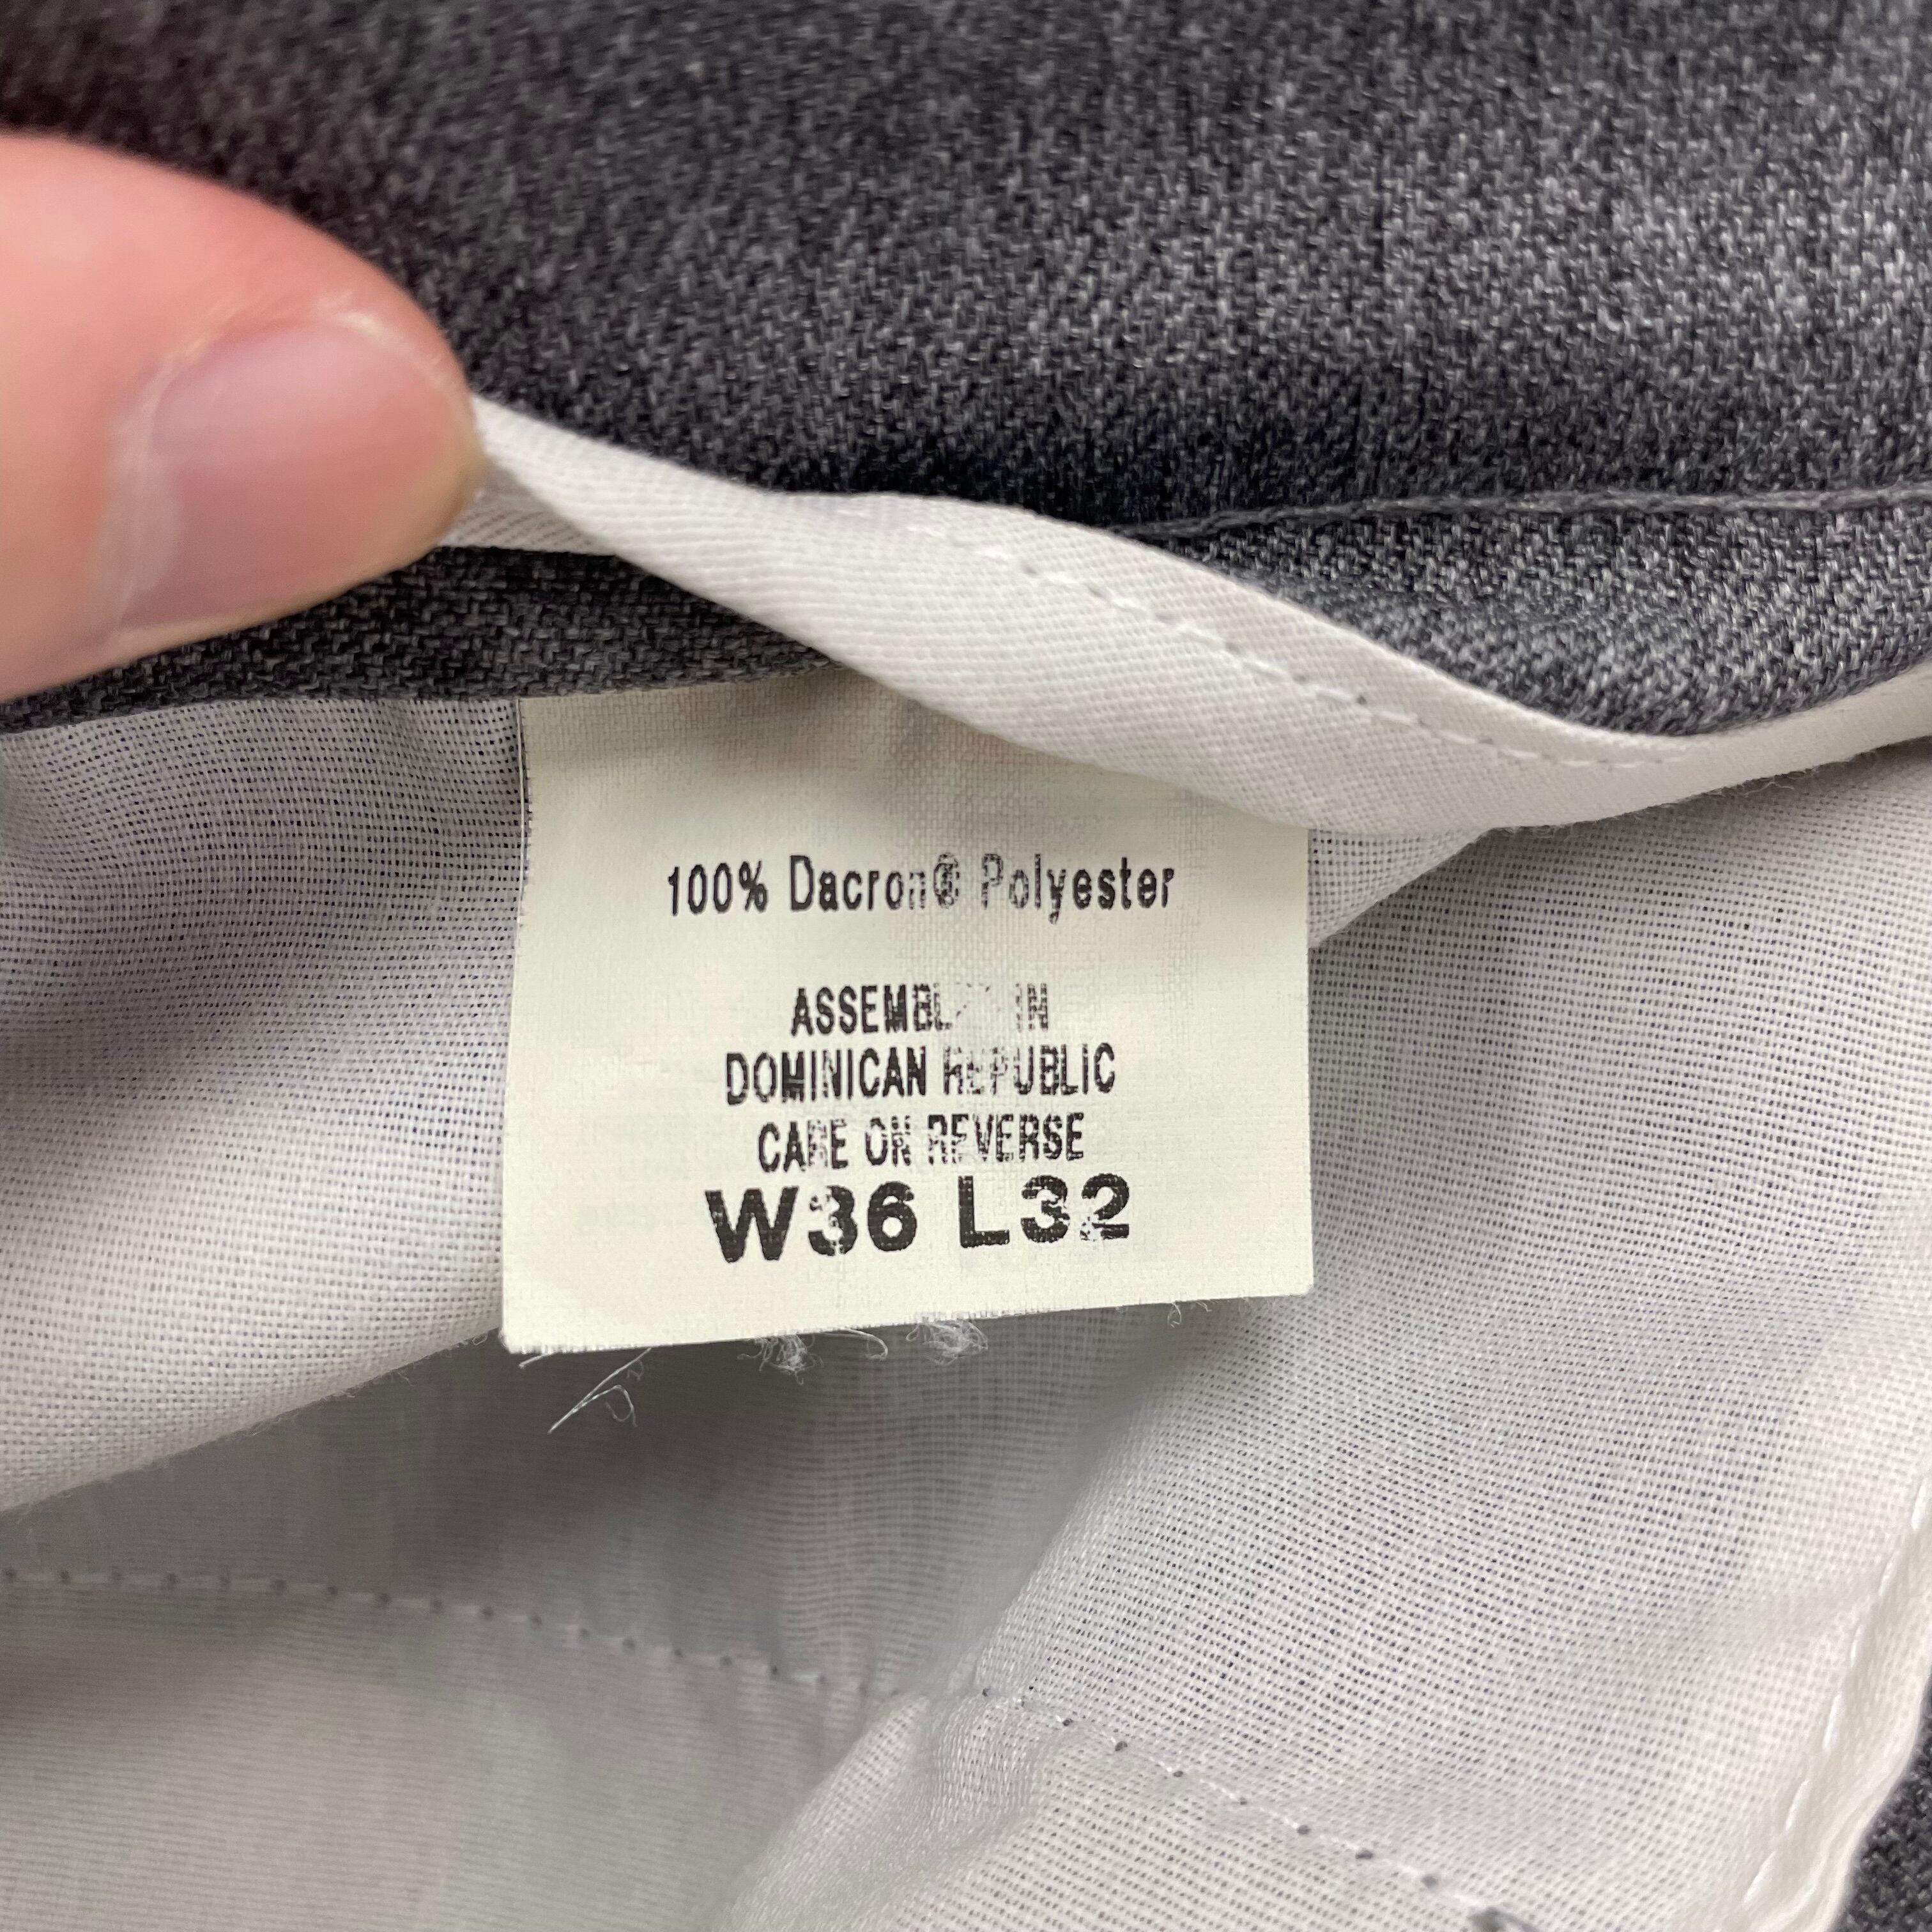 100% Dacron® Polyester
ASSEMBLED IN
DOMINICAN REPUBLIC
CARE ON REVERSE
W36 L32